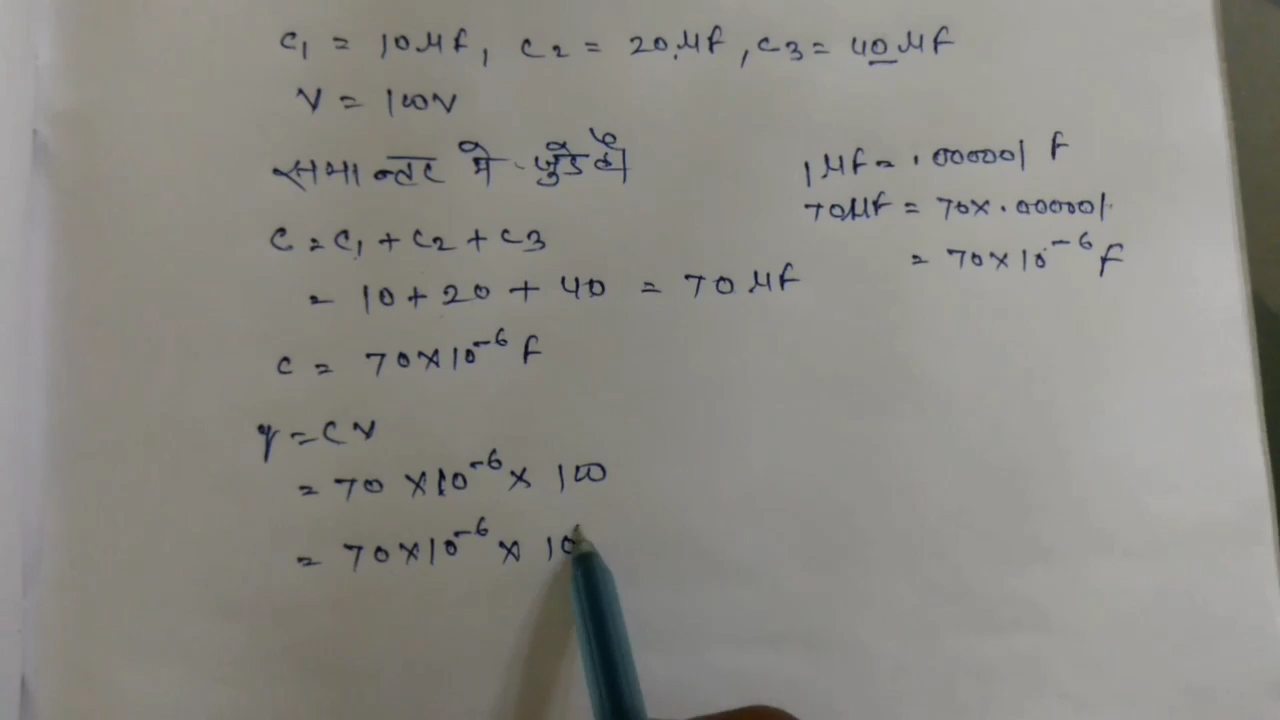 C1 = 10 μF, C2 = 20 μF, C3 = 40 μF
V = 100V
समान्तर में जुड़े हो
C = C1 + C2 + C3
= 10 + 20 + 40 = 70 μF
C = 70×10⁻⁶ F
q = CV
= 70 × 10⁻⁶ × 100
= 70×10⁻⁶ × 10
1 μF = .000001 F
70μF = 70×.000001
= 70×10⁻⁶ F